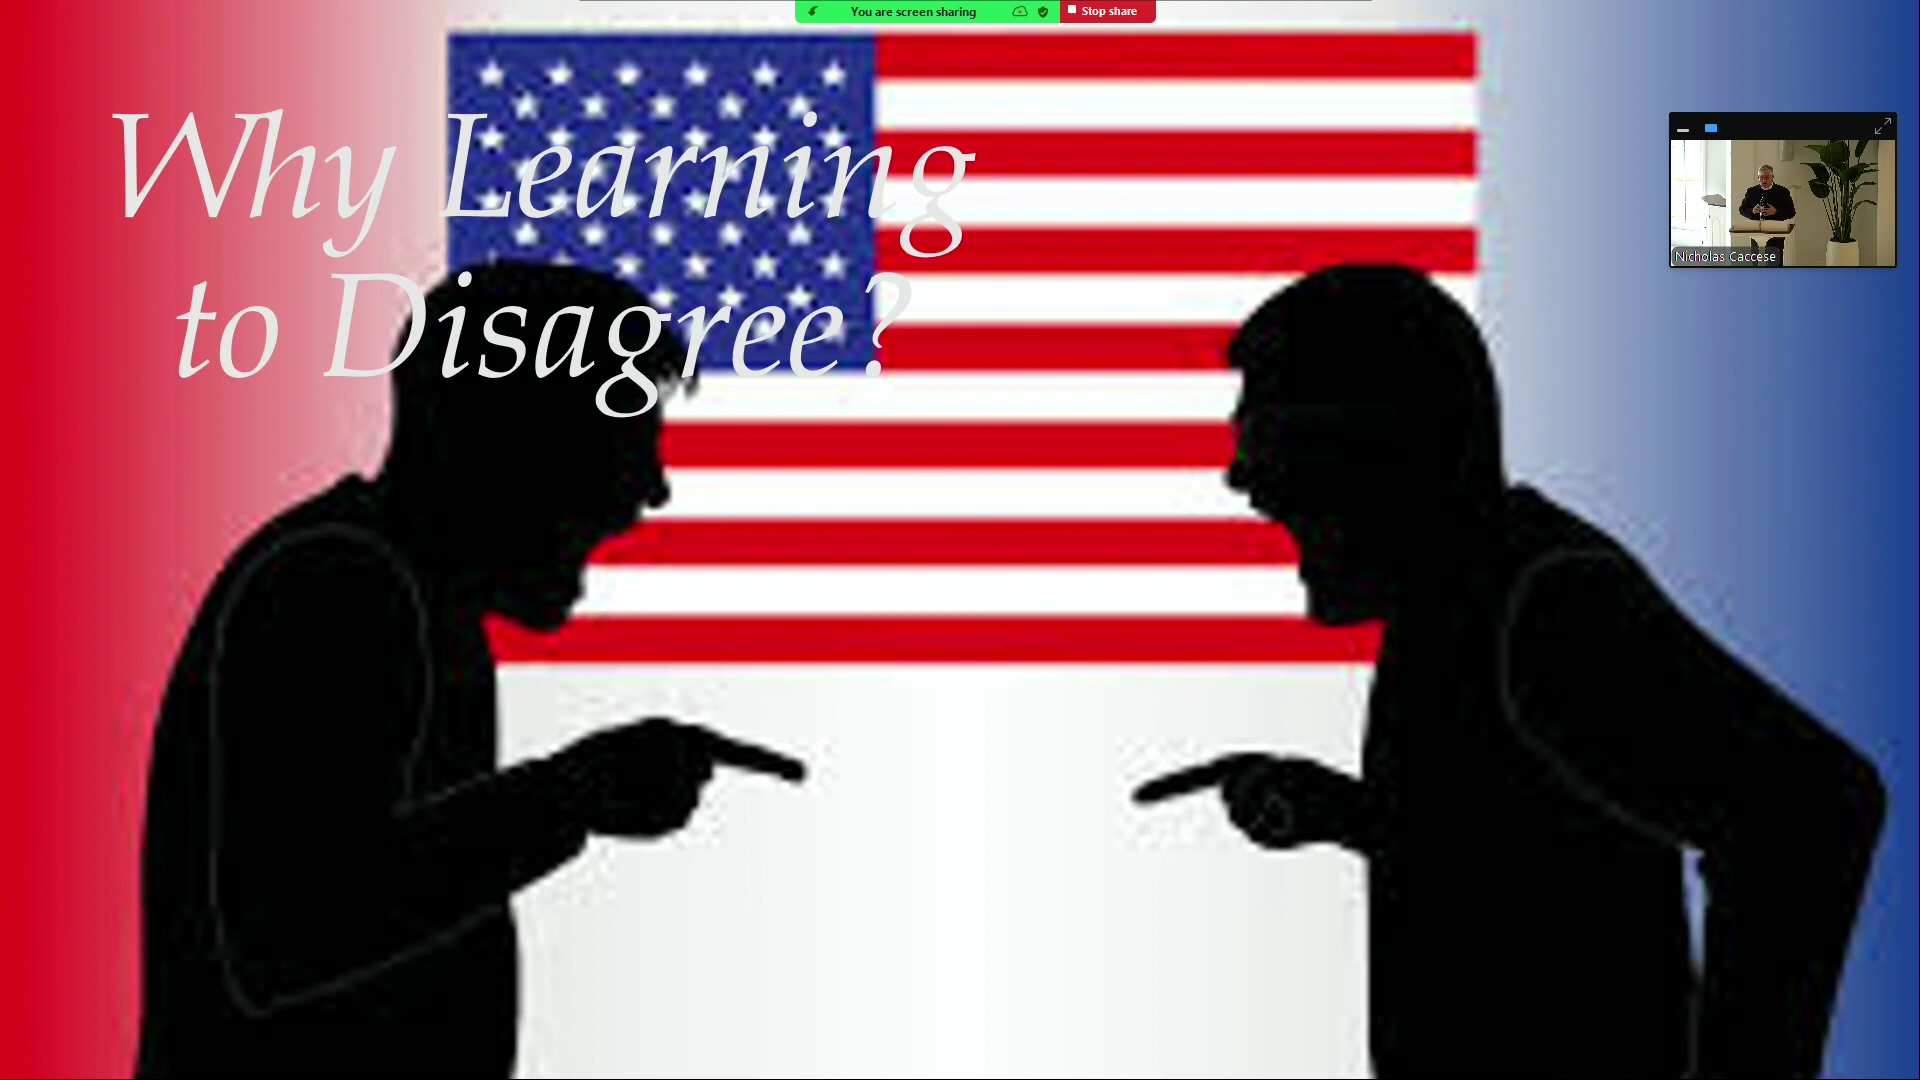 You are screen sharing
Stop share
Why Learning
to Disagree?
Nicholas Caccese